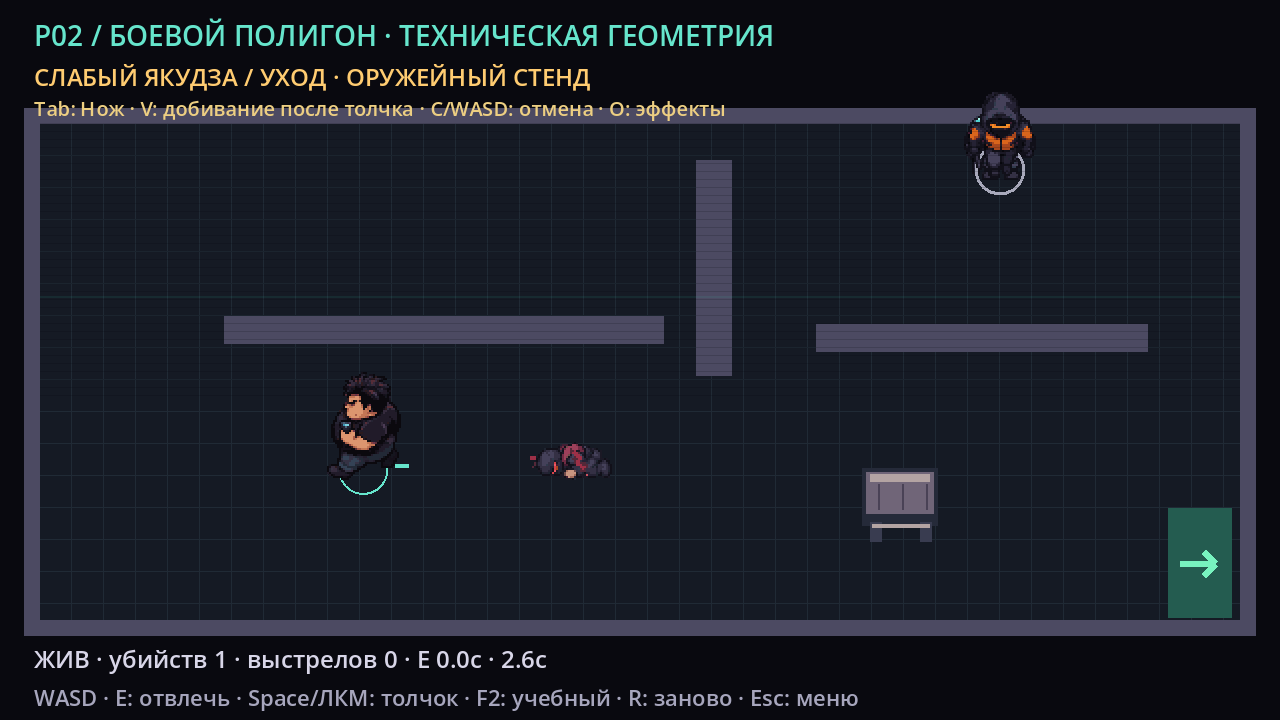 P02 / БОЕВОЙ ПОЛИГОН · ТЕХНИЧЕСКАЯ ГЕОМЕТРИЯ
СЛАБЫЙ ЯКУДЗА / УХОД · ОРУЖЕЙНЫЙ СТЕНД
Tab: Нож · V: добивание после толчка · C/WASD: отмена · O: эффекты
ЖИВ · убийств 1 · выстрелов 0 · E 0.0с · 2.6с
WASD · E: отвлечь · Space/ЛКМ: толчок · F2: учебный · R: заново · Esc: меню